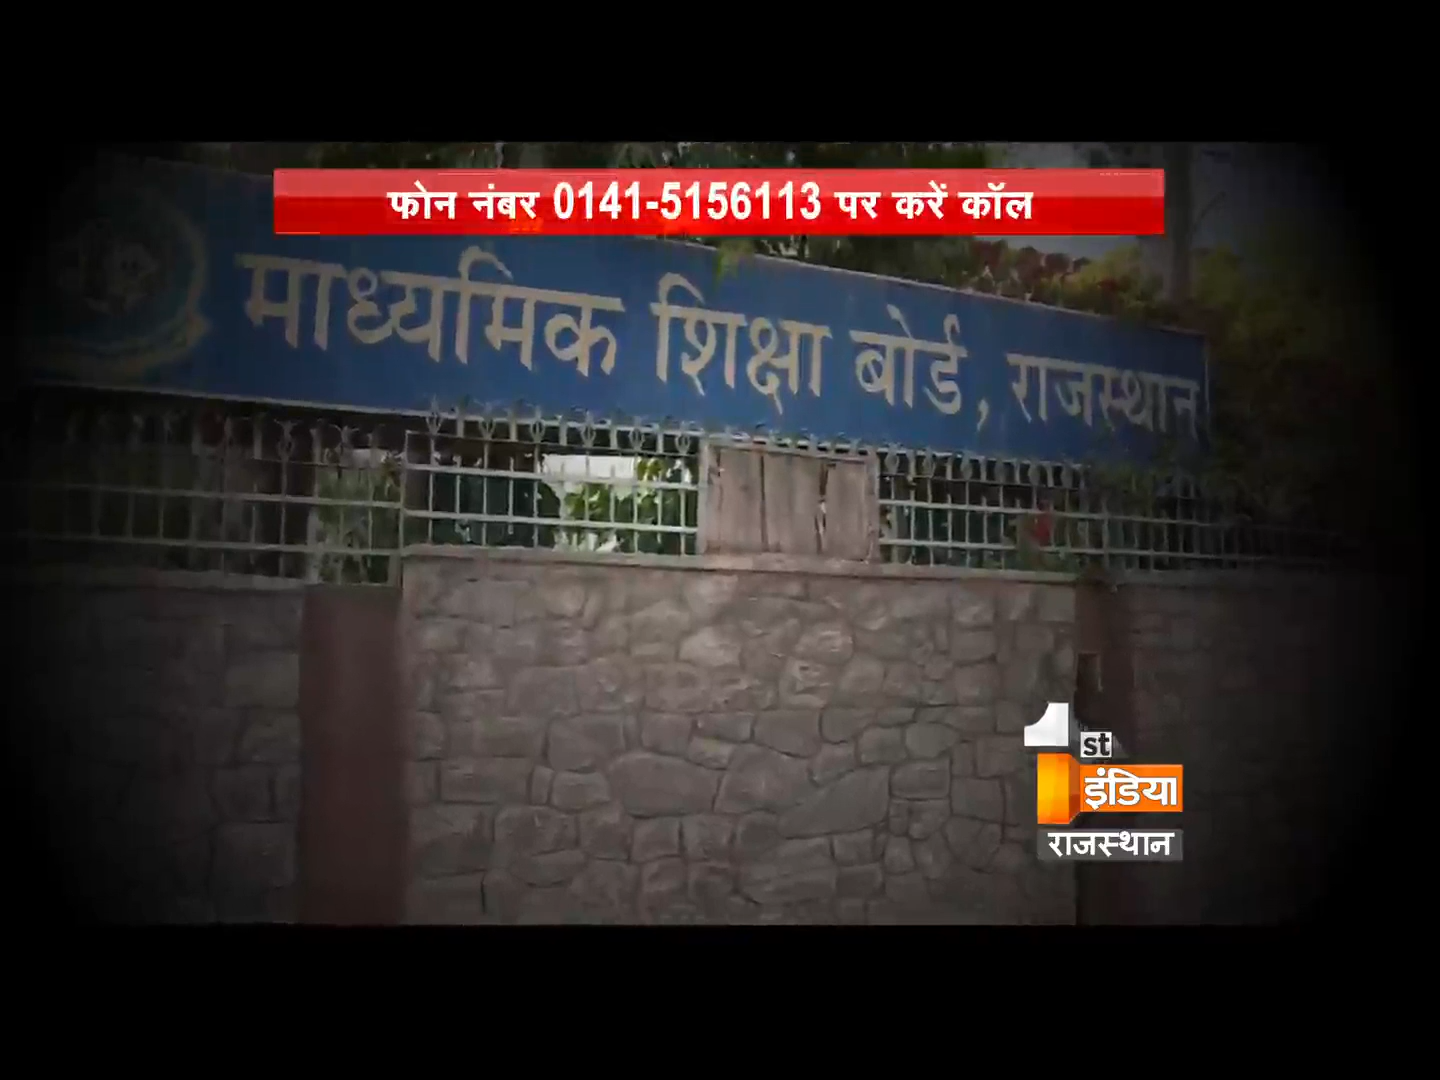 फोन नंबर 0141-5156113 पर करें कॉल
माध्यमिक शिक्षा बोर्ड, राजस्थान
1st
इंडिया
राजस्थान